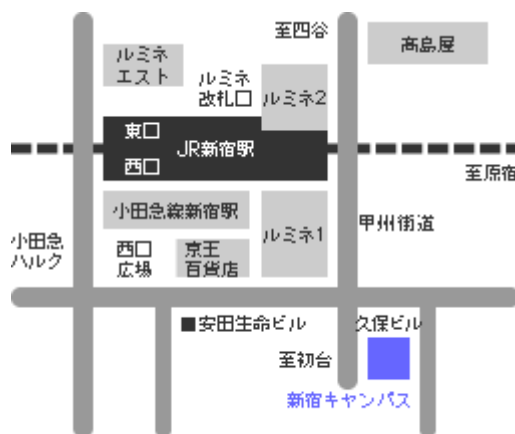 至四谷
高島屋
ルミネ
エスト
ルミネ
改札口
ルミネ2
東口
JR新宿駅
西口
至原宿
小田急線新宿駅
ルミネ1
甲州街道
小田急
ハルク
西口
広場
京王
百貨店
■安田生命ビル
久保ビル
至初台
新宿キャンパス